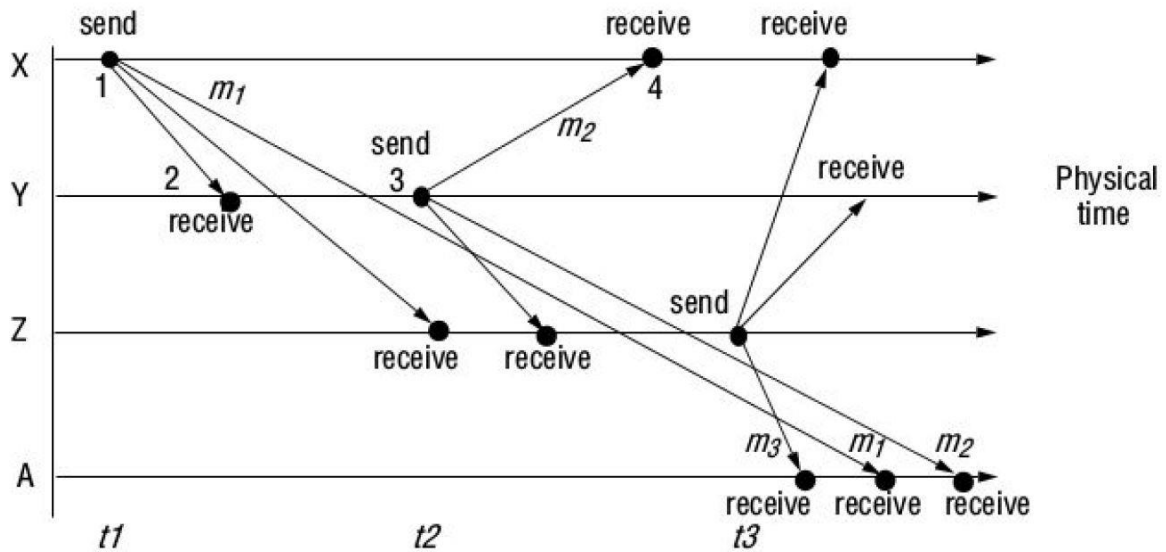 send
receive
receive
X
1
m1
4
m2
send
receive
2
3
Y
receive
Physical
time
send
Z
receive
receive
m3
m1
m2
A
receive
receive
receive
t1
t2
t3